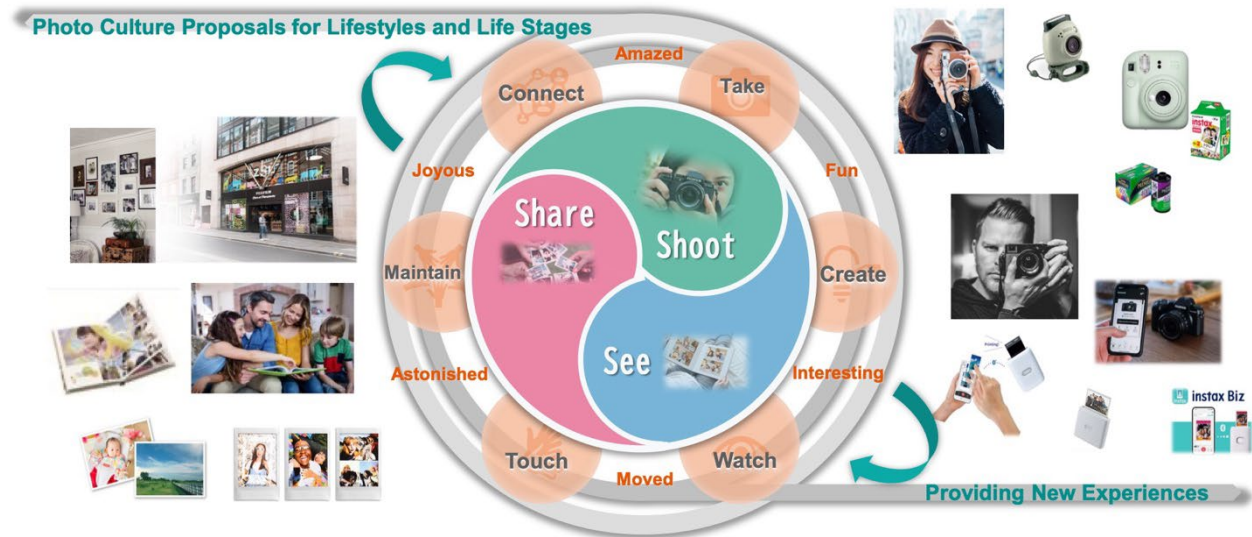 Photo Culture Proposals for Lifestyles and Life Stages
Amazed
Connect
Take
Joyous
Fun
Share
Shoot
Maintain
Create
See
Astonished
Interesting
Touch
Watch
Moved
instax
instax Biz
Providing New Experiences